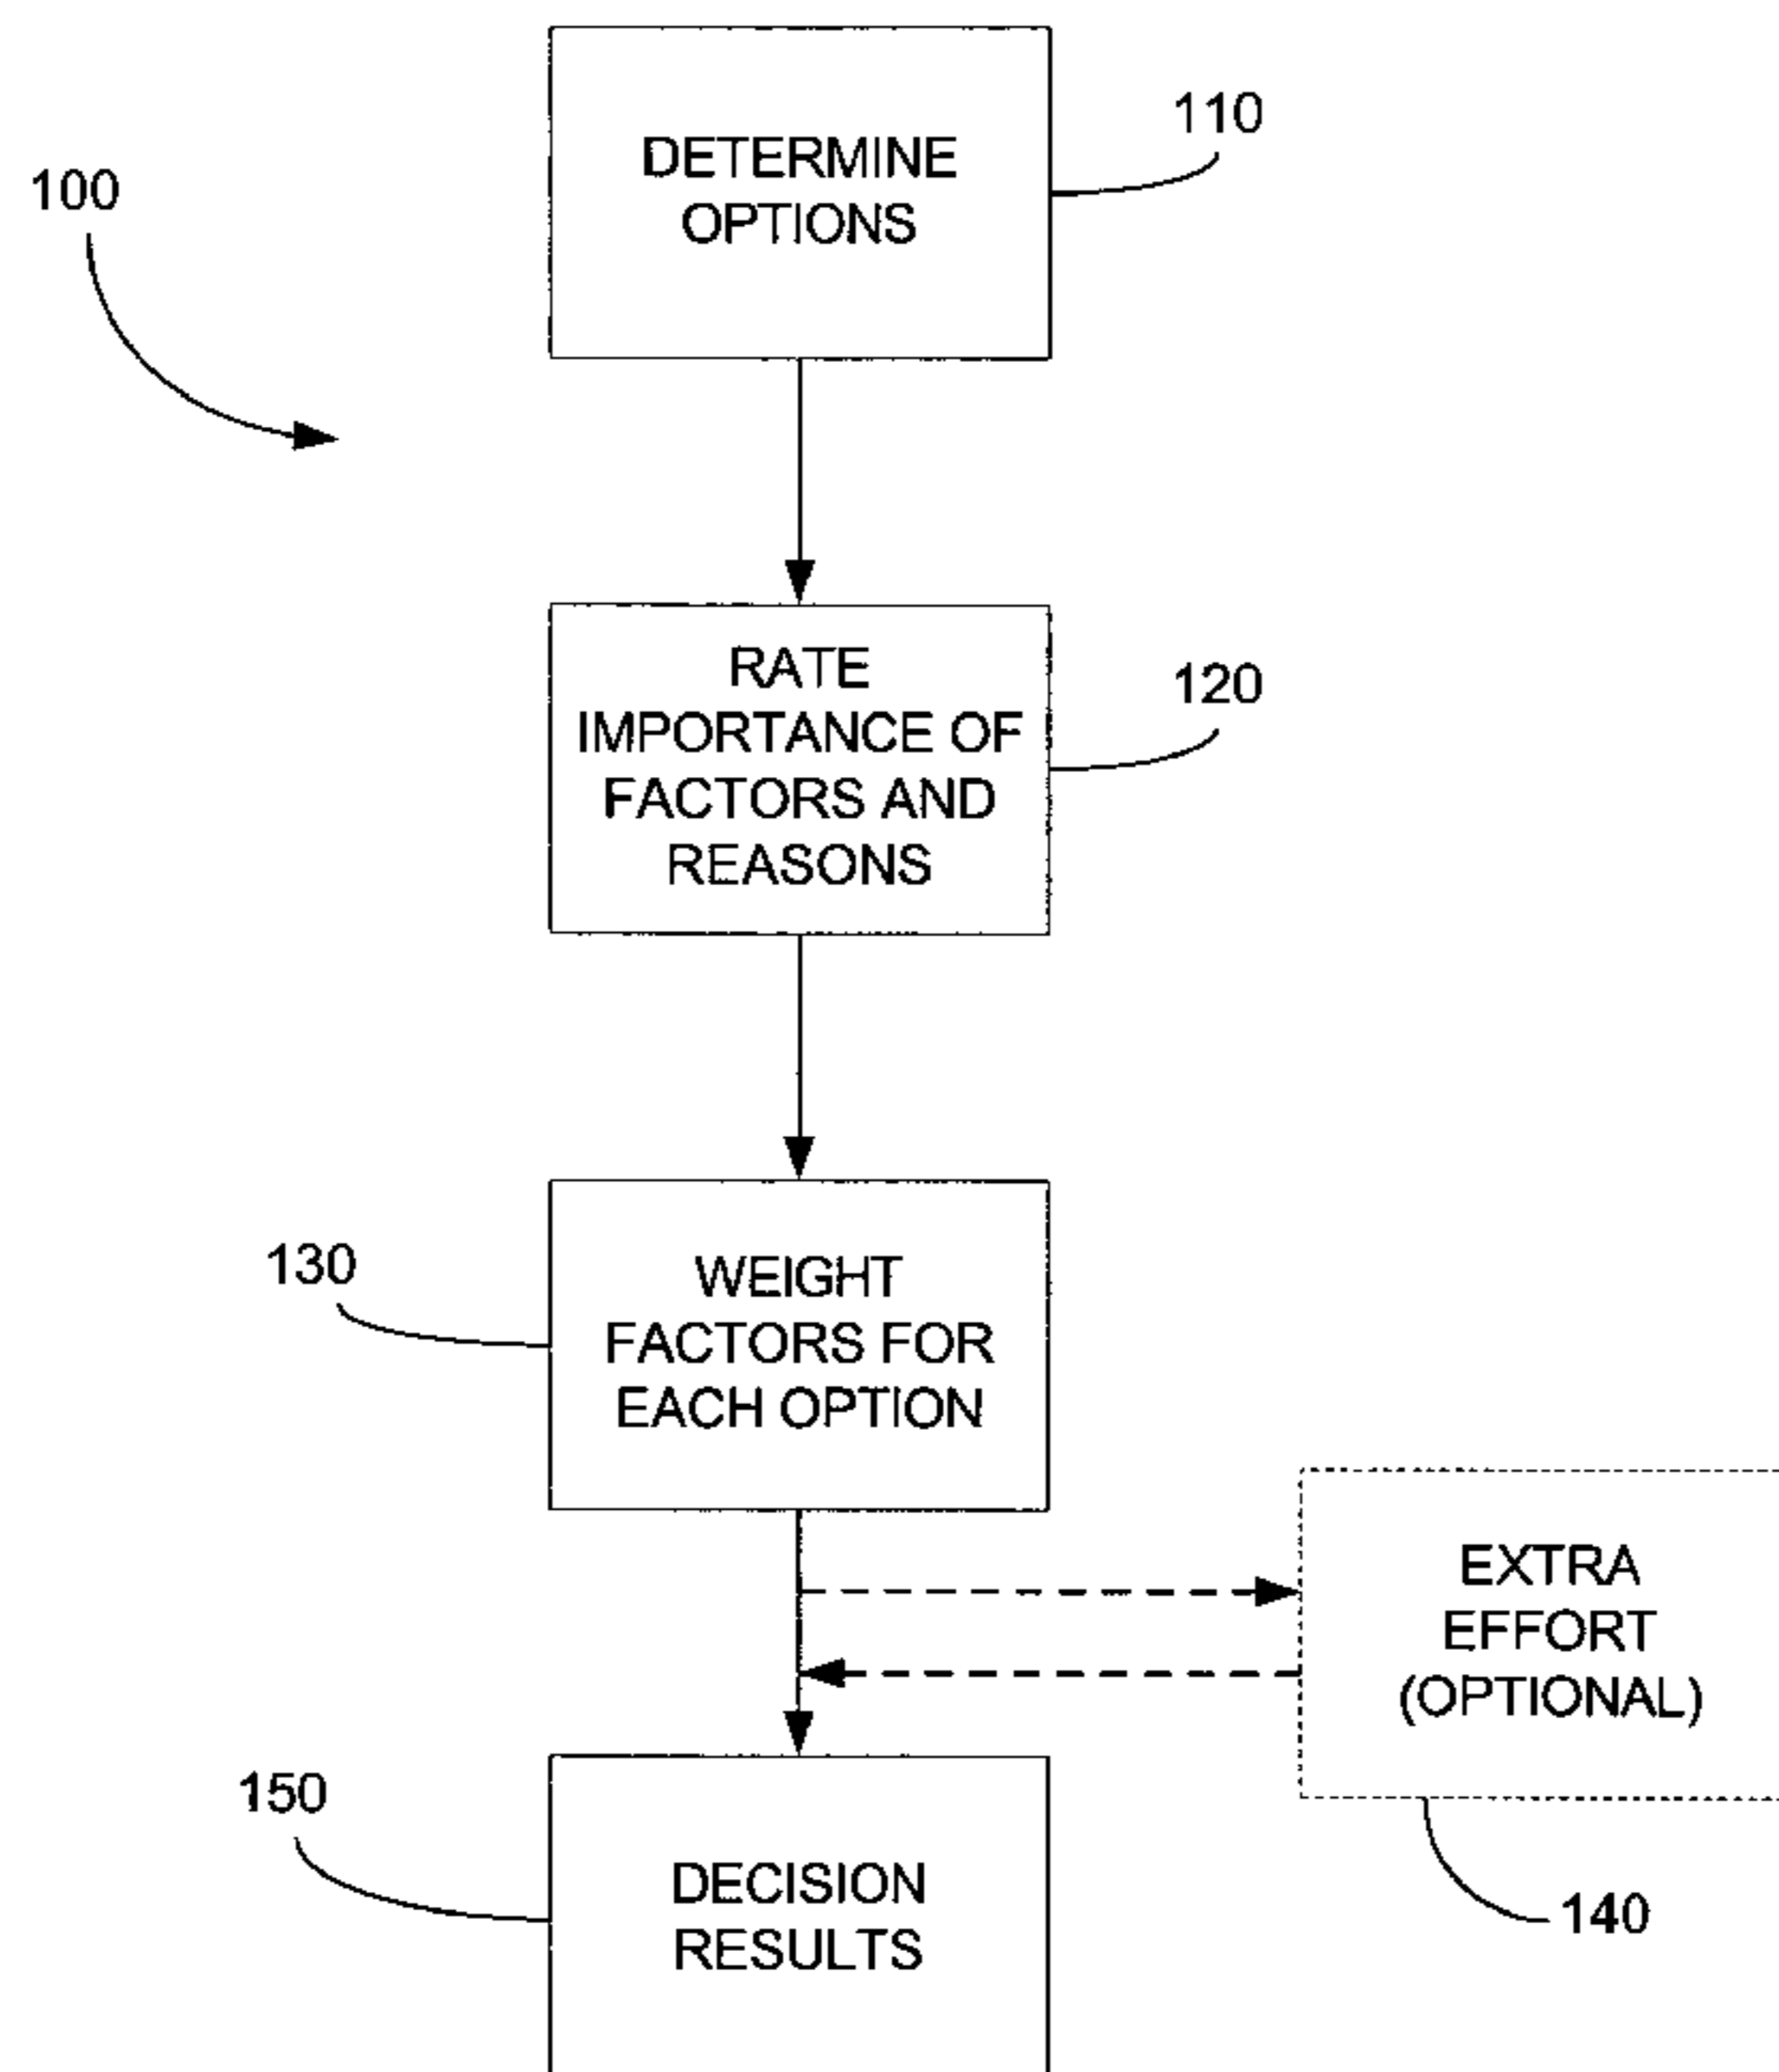 100
DETERMINE
OPTIONS
110
RATE
IMPORTANCE OF
FACTORS AND
REASONS
120
130
WEIGHT
FACTORS FOR
EACH OPTION
EXTRA
EFFORT
(OPTIONAL)
140
150
DECISION
RESULTS